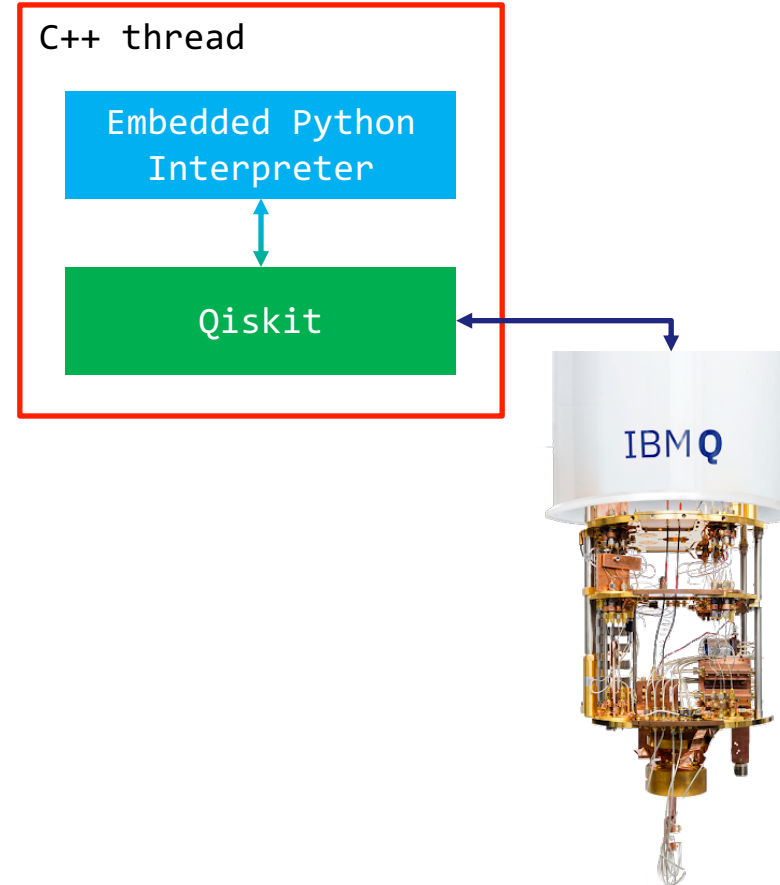 C++ thread
Embedded Python
Interpreter
Qiskit
IBM Q